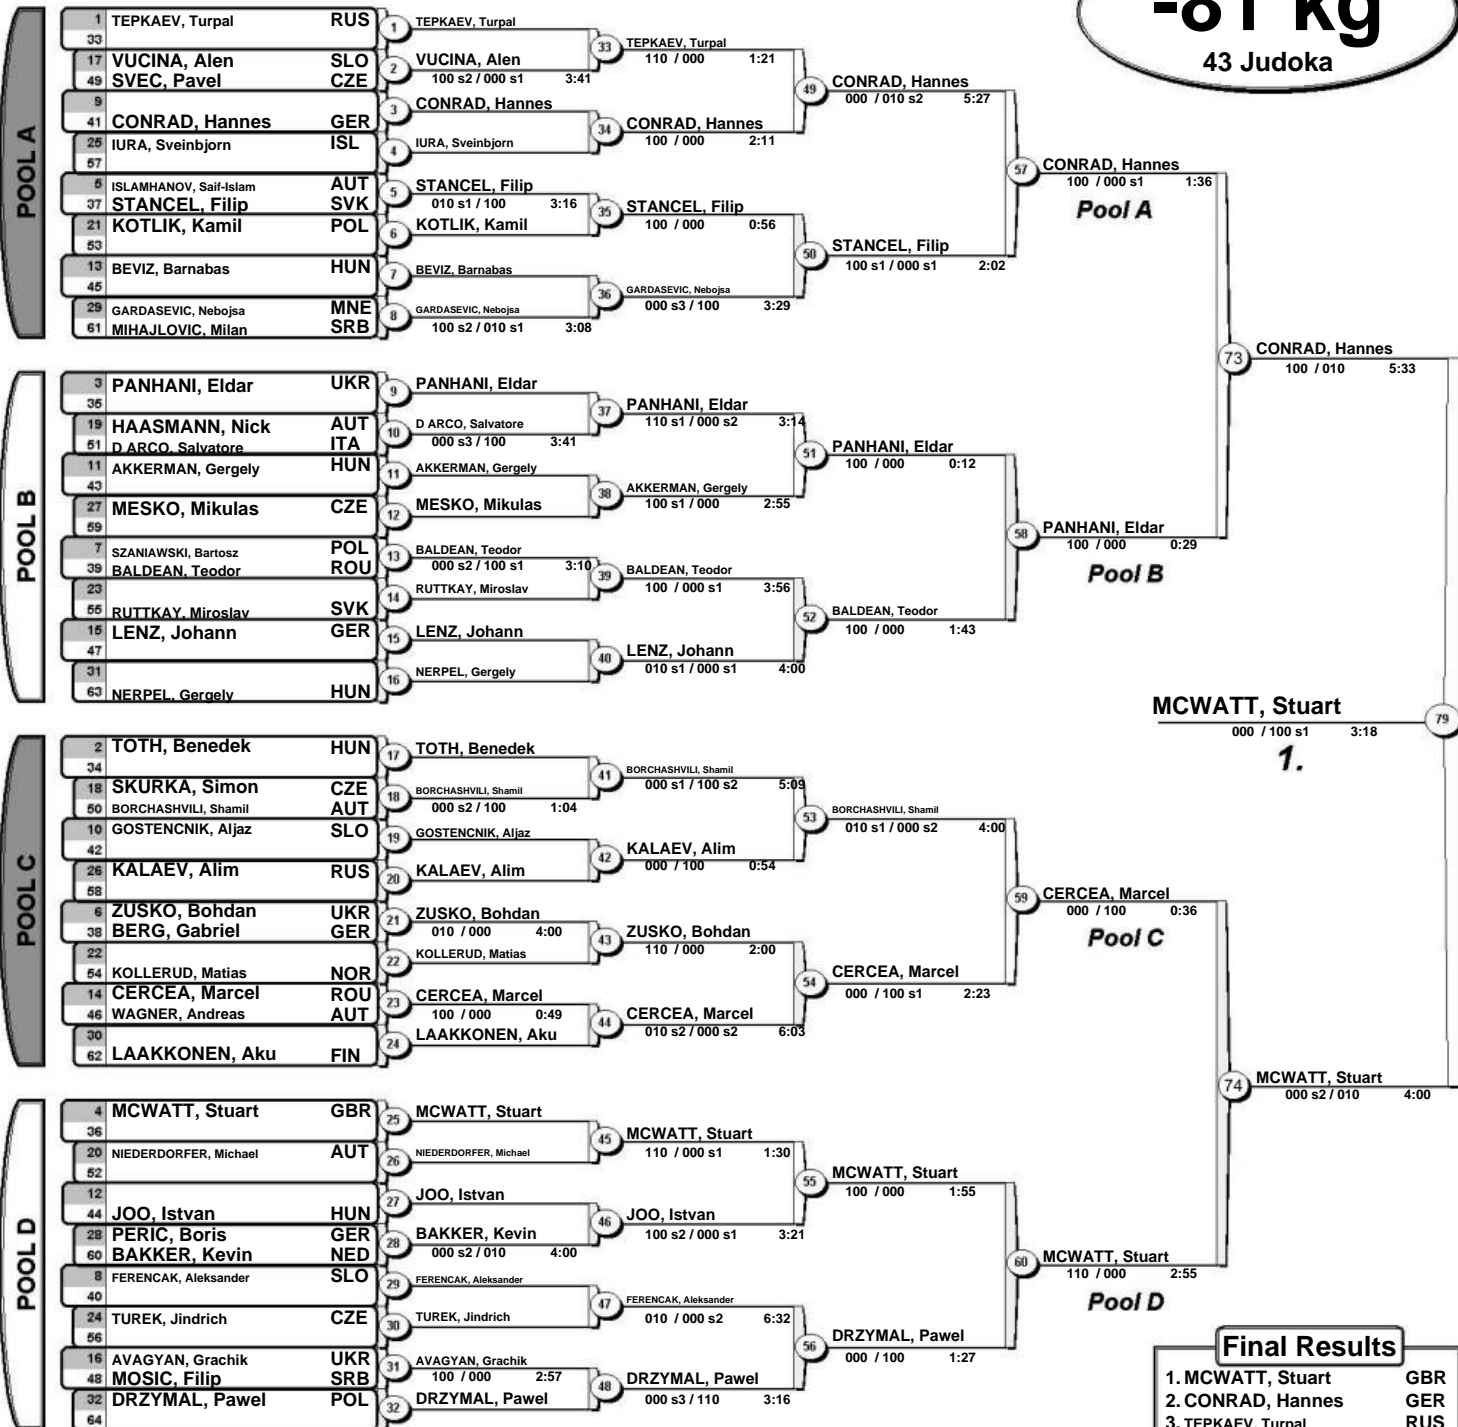 -81 kg
43 Judoka
POOL A
1 TEPKAEV, Turpal RUS
33
17 VUCINA, Alen SLO
49 SVEC, Pavel CZE
9
41 CONRAD, Hannes GER
25 IURA, Sveinbjorn ISL
57
5 ISLAMHANOV, Saif-Islam AUT
37 STANCEL, Filip SVK
21 KOTLIK, Kamil POL
53
13 BEVIZ, Barnabas HUN
45
29 GARDASEVIC, Nebojsa MNE
61 MIHAJLOVIC, Milan SRB
1 TEPKAEV, Turpal
2 VUCINA, Alen
100 s2 / 000 s1 3:41
3 CONRAD, Hannes
4 IURA, Sveinbjorn
5 STANCEL, Filip
010 s1 / 100 3:16
6 KOTLIK, Kamil
7 BEVIZ, Barnabas
8 GARDASEVIC, Nebojsa
100 s2 / 010 s1 3:08
33 TEPKAEV, Turpal
110 / 000 1:21
34 CONRAD, Hannes
100 / 000 2:11
35 STANCEL, Filip
100 / 000 0:56
36 GARDASEVIC, Nebojsa
000 s3 / 100 3:29
49 CONRAD, Hannes
000 / 010 s2 5:27
50 STANCEL, Filip
100 s1 / 000 s1 2:02
57 CONRAD, Hannes
100 / 000 s1 1:36
Pool A
POOL B
3 PANHANI, Eldar UKR
35
19 HAASMANN, Nick AUT
51 D ARCO, Salvatore ITA
11 AKKERMAN, Gergely HUN
43
27 MESKO, Mikulas CZE
59
7 SZANIAWSKI, Bartosz POL
39 BALDEAN, Teodor ROU
23
55 RUTTKAY, Miroslav SVK
15 LENZ, Johann GER
47
31
63 NERPEL, Gergely HUN
9 PANHANI, Eldar
10 D ARCO, Salvatore
000 s3 / 100 3:41
11 AKKERMAN, Gergely
12 MESKO, Mikulas
13 BALDEAN, Teodor
000 s2 / 100 s1 3:10
14 RUTTKAY, Miroslav
15 LENZ, Johann
16 NERPEL, Gergely
37 PANHANI, Eldar
110 s1 / 000 s2 3:14
38 AKKERMAN, Gergely
100 s1 / 000 2:55
39 BALDEAN, Teodor
100 / 000 s1 3:56
40 LENZ, Johann
010 s1 / 000 s1 4:00
51 PANHANI, Eldar
100 / 000 0:12
52 BALDEAN, Teodor
100 / 000 1:43
58 PANHANI, Eldar
100 / 000 0:29
Pool B
73 CONRAD, Hannes
100 / 010 5:33
MCWATT, Stuart 79
000 / 100 s1 3:18
1.
POOL C
2 TOTH, Benedek HUN
34
18 SKURKA, Simon CZE
50 BORCHASHVILI, Shamil AUT
10 GOSTENCNIK, Aljaz SLO
42
26 KALAEV, Alim RUS
58
6 ZUSKO, Bohdan UKR
38 BERG, Gabriel GER
22
54 KOLLERUD, Matias NOR
14 CERCEA, Marcel ROU
46 WAGNER, Andreas AUT
30
62 LAAKKONEN, Aku FIN
17 TOTH, Benedek
18 BORCHASHVILI, Shamil
000 s2 / 100 1:04
19 GOSTENCNIK, Aljaz
20 KALAEV, Alim
21 ZUSKO, Bohdan
010 / 000 4:00
22 KOLLERUD, Matias
23 CERCEA, Marcel
100 / 000 0:49
24 LAAKKONEN, Aku
41 BORCHASHVILI, Shamil
000 s1 / 100 s2 5:09
42 KALAEV, Alim
000 / 100 0:54
43 ZUSKO, Bohdan
110 / 000 2:00
44 CERCEA, Marcel
010 s2 / 000 s2 6:03
53 BORCHASHVILI, Shamil
010 s1 / 000 s2 4:00
54 CERCEA, Marcel
000 / 100 s1 2:23
59 CERCEA, Marcel
000 / 100 0:36
Pool C
POOL D
4 MCWATT, Stuart GBR
36
20 NIEDERDORFER, Michael AUT
52
12
44 JOO, Istvan HUN
28 PERIC, Boris GER
60 BAKKER, Kevin NED
8 FERENCAK, Aleksander SLO
40
24 TUREK, Jindrich CZE
56
16 AVAGYAN, Grachik UKR
48 MOSIC, Filip SRB
32 DRZYMAL, Pawel POL
64
25 MCWATT, Stuart
26 NIEDERDORFER, Michael
27 JOO, Istvan
28 BAKKER, Kevin
000 s2 / 010 4:00
29 FERENCAK, Aleksander
30 TUREK, Jindrich
31 AVAGYAN, Grachik
100 / 000 2:57
32 DRZYMAL, Pawel
45 MCWATT, Stuart
110 / 000 s1 1:30
46 JOO, Istvan
100 s2 / 000 s1 3:21
47 FERENCAK, Aleksander
010 / 000 s2 6:32
48 DRZYMAL, Pawel
000 s3 / 110 3:16
55 MCWATT, Stuart
100 / 000 1:55
56 DRZYMAL, Pawel
000 / 100 1:27
60 MCWATT, Stuart
110 / 000 2:55
Pool D
74 MCWATT, Stuart
000 s2 / 010 4:00
Final Results
1. MCWATT, Stuart GBR
2. CONRAD, Hannes GER
3. TEPKAEV, Turpal RUS